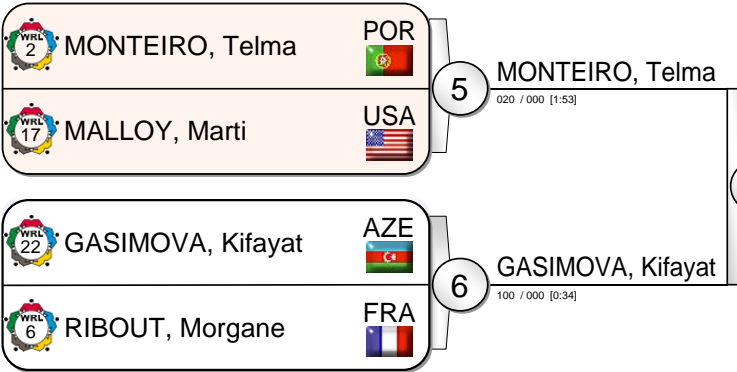 WRL 2 MONTEIRO, Telma POR
WRL 17 MALLOY, Marti USA
5 MONTEIRO, Telma
020 / 000 [1:53]
WRL 22 GASIMOVA, Kifayat AZE
WRL 6 RIBOUT, Morgane FRA
6 GASIMOVA, Kifayat
100 / 000 [0:34]